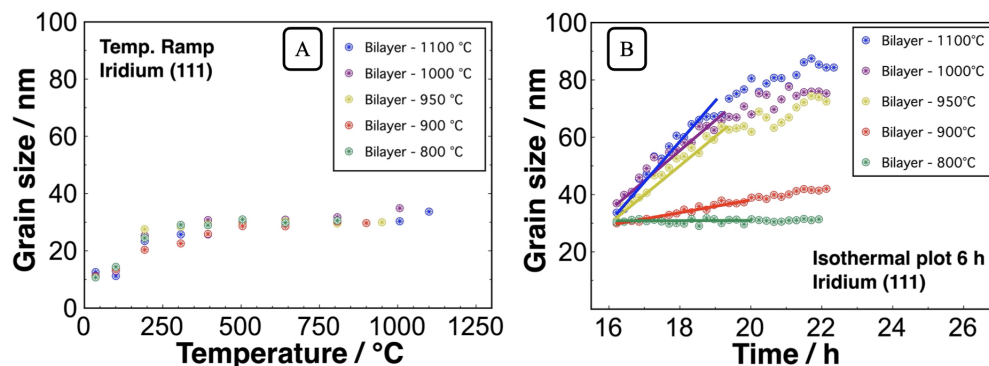 Temp. Ramp
Iridium (111)
A
Bilayer - 1100 °C
Bilayer - 1000 °C
Bilayer - 950 °C
Bilayer - 900 °C
Bilayer - 800 °C
Grain size / nm
100
80
60
40
20
0
0 250 500 750 1000 1250
Temperature / °C
B
Bilayer - 1100°C
Bilayer - 1000°C
Bilayer - 950°C
Bilayer - 900°C
Bilayer - 800°C
Isothermal plot 6 h
Iridium (111)
Grain size / nm
100
80
60
40
20
0
16 18 20 22 24 26
Time / h